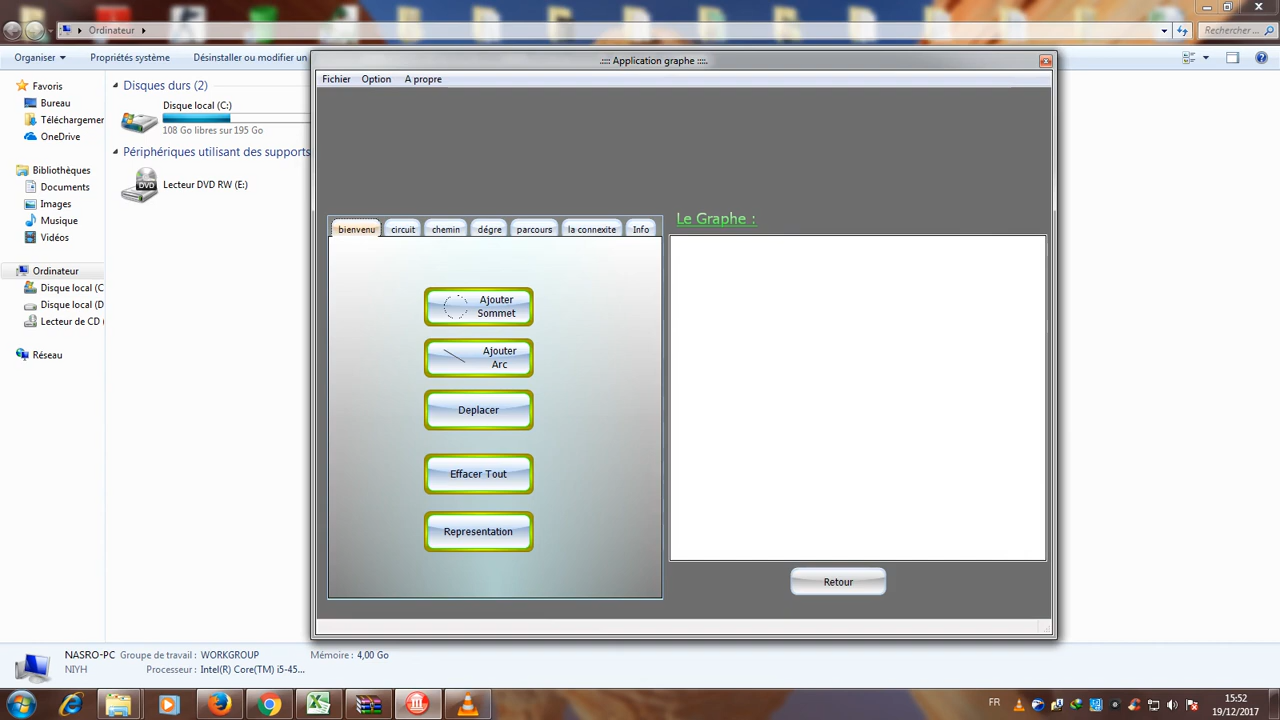 Ordinateur
Rechercher...
Organiser
Propriétés système
Désinstaller ou modifier un
Favoris
Bureau
Téléchargemer
OneDrive
Bibliothèques
Documents
Images
Musique
Vidéos
Ordinateur
Disque local (C
Disque local (D
Lecteur de CD (
Réseau
Disques durs (2)
Disque local (C:)
108 Go libres sur 195 Go
Périphériques utilisant des supports
Lecteur DVD RW (E:)
DVD
.:::: Application graphe ::::.
Fichier Option A propre
bienvenu circuit chemin dégre parcours la connexite Info
Ajouter
Sommet
Ajouter
Arc
Deplacer
Effacer Tout
Representation
Le Graphe :
Retour
NASRO-PC Groupe de travail : WORKGROUP Mémoire : 4,00 Go
NIYH Processeur : Intel(R) Core(TM) i5-45...
FR
15:52
19/12/2017